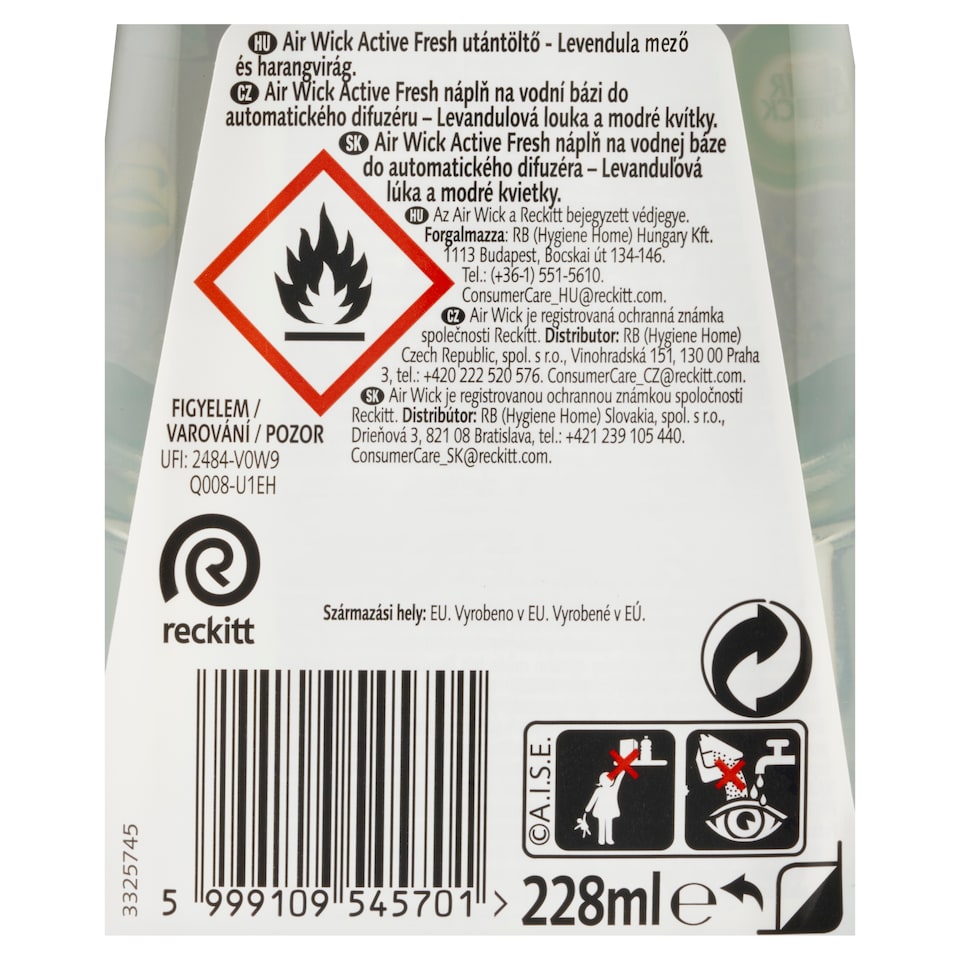 HU Air Wick Active Fresh utántöltő - Levendula mező
és harangvirág.
CZ Air Wick Active Fresh náplň na vodní bázi do
automatického difuzéru – Levandulová louka a modré kvítky.
SK Air Wick Active Fresh náplň na vodnej báze
do automatického difuzéra – Levanduľová
lúka a modré kvietky.
HU Az Air Wick a Reckitt bejegyzett védjegye.
Forgalmazza: RB (Hygiene Home) Hungary Kft.
1113 Budapest, Bocskai út 134-146.
Tel.: (+36-1) 551-5610.
ConsumerCare_HU@reckitt.com.
CZ Air Wick je registrovaná ochranná známka
společnosti Reckitt. Distributor: RB (Hygiene Home)
Czech Republic, spol. s r.o., Vinohradská 151, 130 00 Praha
3, tel.: +420 222 520 576. ConsumerCare_CZ@reckitt.com.
SK Air Wick je registrovanou ochrannou známkou spoločnosti
Reckitt. Distribútor: RB (Hygiene Home) Slovakia, spol. s r.o.,
Drieňová 3, 821 08 Bratislava, tel.: +421 239 105 440.
ConsumerCare_SK@reckitt.com.
FIGYELEM /
VAROVÁNÍ / POZOR
UFI: 2484-V0W9
Q008-U1EH
reckitt
Származási hely: EU. Vyrobeno v EU. Vyrobené v EÚ.
©A.I.S.E.
3325745
5 999109 545701 >
228ml e